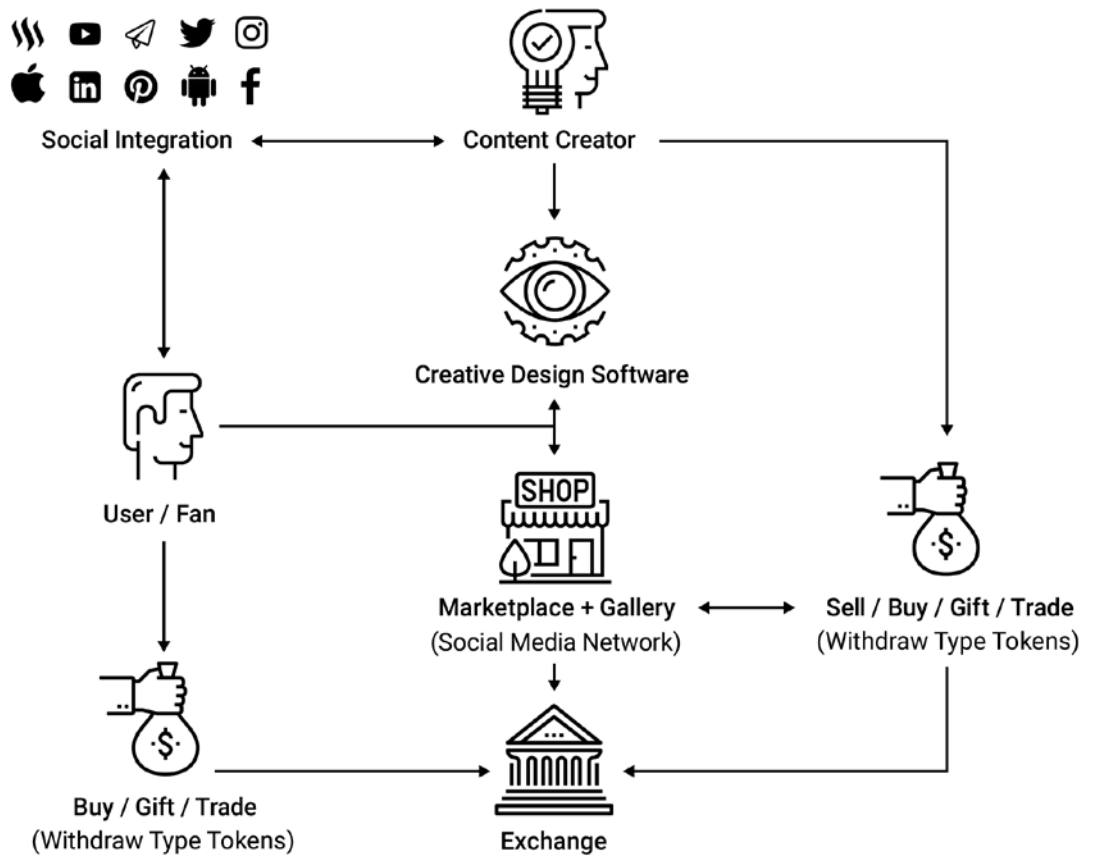 in
f
Social Integration
Content Creator
Creative Design Software
User / Fan
SHOP
$
Marketplace + Gallery
(Social Media Network)
Sell / Buy / Gift / Trade
(Withdraw Type Tokens)
$
Buy / Gift / Trade
(Withdraw Type Tokens)
Exchange